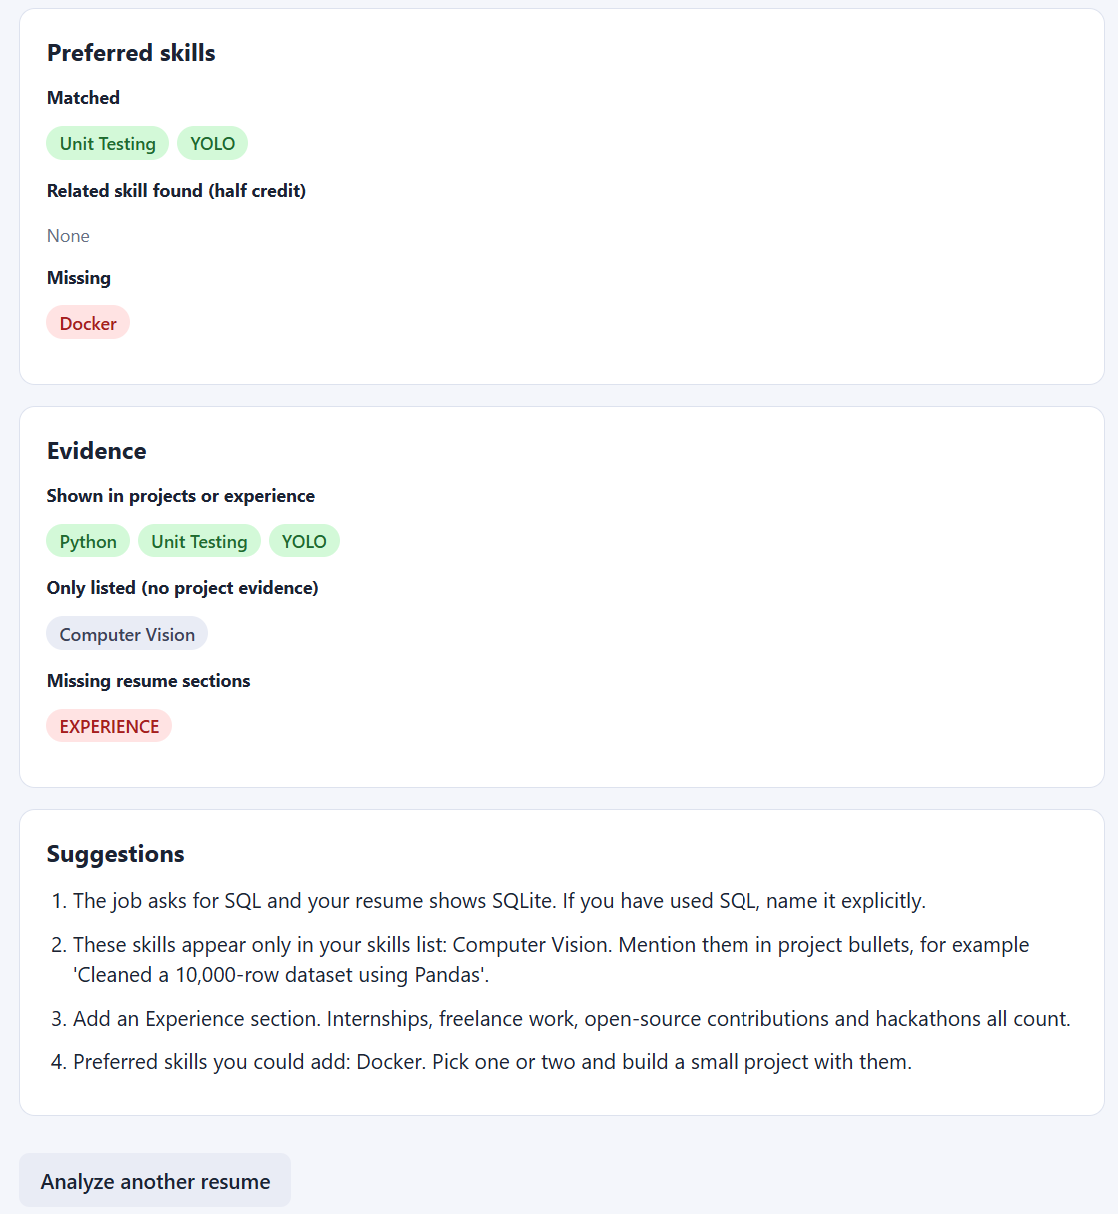 Preferred skills
Matched
Unit Testing YOLO
Related skill found (half credit)
None
Missing
Docker
Evidence
Shown in projects or experience
Python Unit Testing YOLO
Only listed (no project evidence)
Computer Vision
Missing resume sections
EXPERIENCE
Suggestions
1. The job asks for SQL and your resume shows SQLite. If you have used SQL, name it explicitly.
2. These skills appear only in your skills list: Computer Vision. Mention them in project bullets, for example
'Cleaned a 10,000-row dataset using Pandas'.
3. Add an Experience section. Internships, freelance work, open-source contributions and hackathons all count.
4. Preferred skills you could add: Docker. Pick one or two and build a small project with them.
Analyze another resume